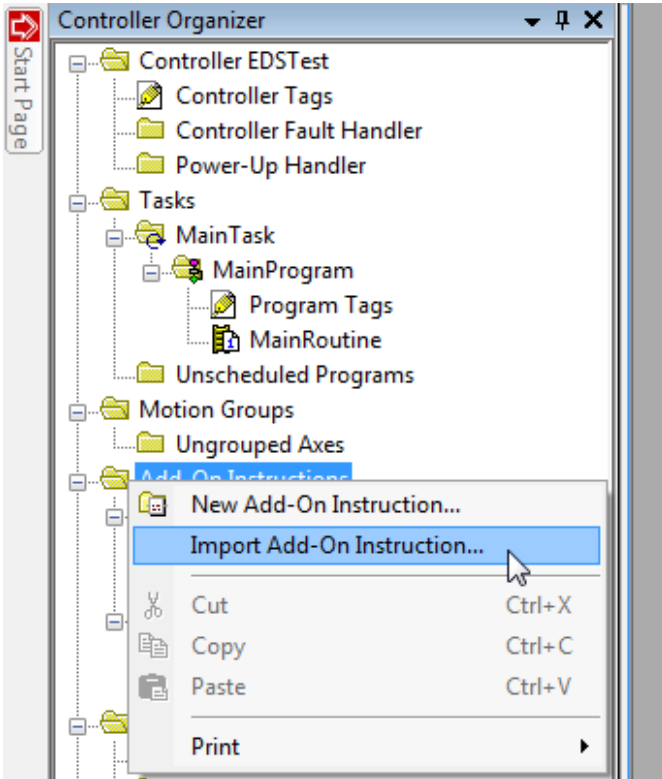 Start Page
Controller Organizer
Controller EDSTest
Controller Tags
Controller Fault Handler
Power-Up Handler
Tasks
MainTask
MainProgram
Program Tags
MainRoutine
Unscheduled Programs
Motion Groups
Ungrouped Axes
Add-On Instructions
New Add-On Instruction...
Import Add-On Instruction...
Cut Ctrl+X
Copy Ctrl+C
Paste Ctrl+V
Print